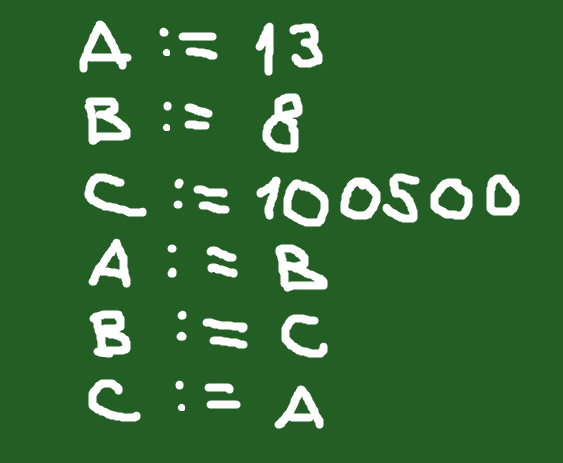 A := 13
B := 8
C := 100500
A := B
B := C
C := A